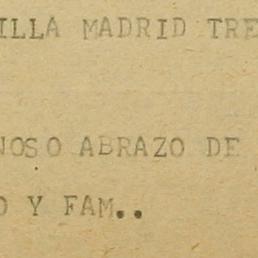 ILLA MADRID TRE
NOSO ABRAZO DE
O Y FAM..